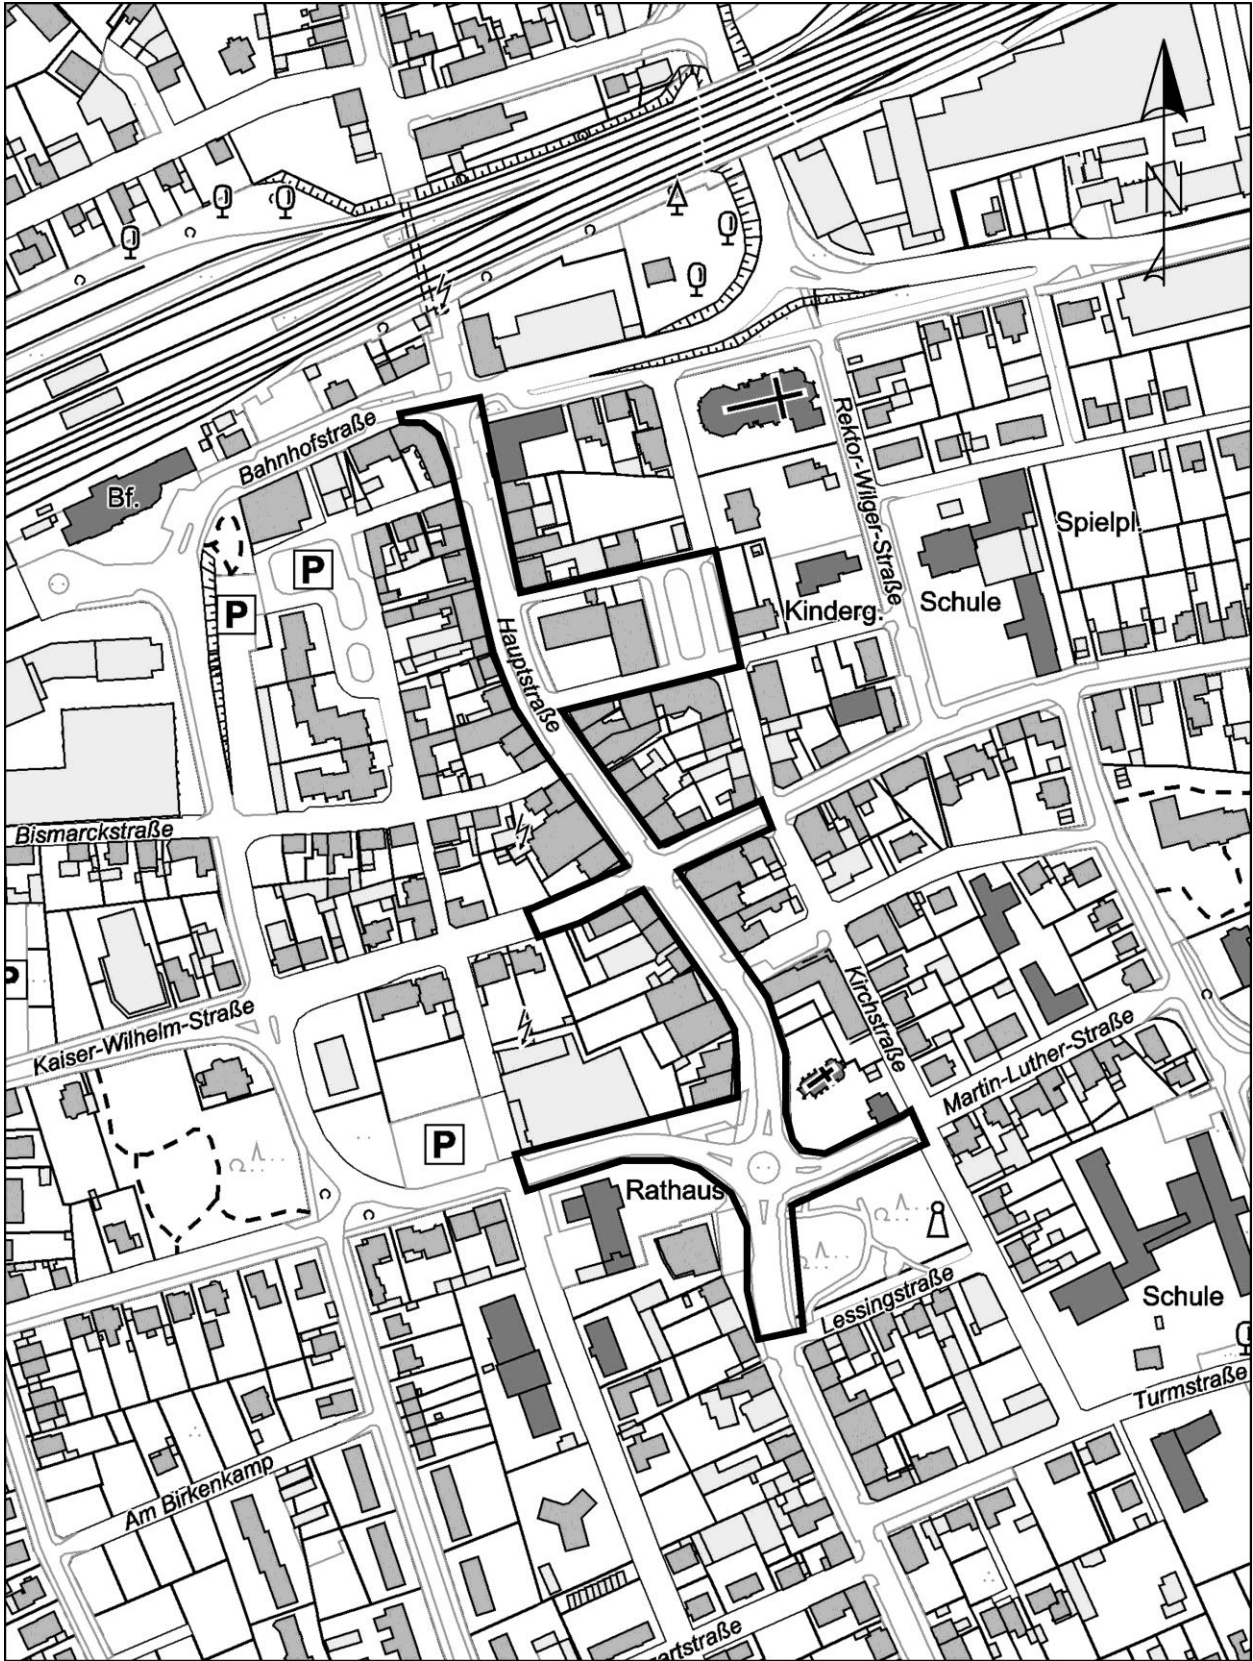 N
Bahnhofstraße
Bf.
Rektor-Wilger-Straße
Spielpl.
P
P
Kinderg.
Schule
Hauptstraße
Bismarckstraße
P
Kaiser-Wilhelm-Straße
Kirchstraße
Martin-Luther-Straße
P
Rathaus
Lessingstraße
Schule
Turmstraße
Am Birkenkamp
artstraße